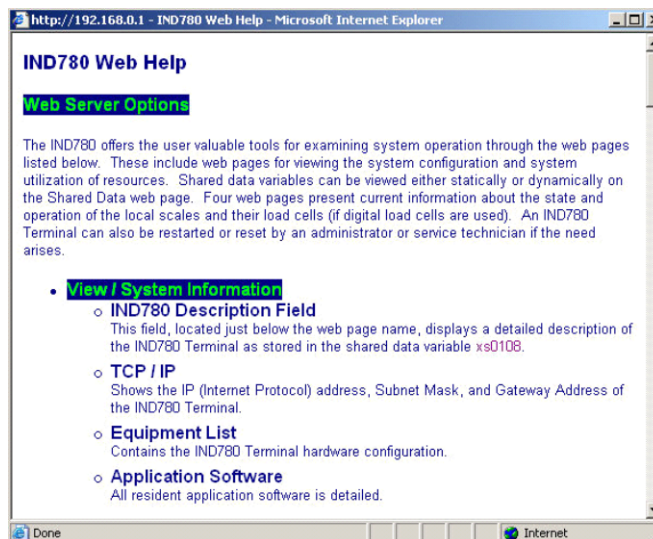 http://192.168.0.1 - IND780 Web Help - Microsoft Internet Explorer
IND780 Web Help
Web Server Options
The IND780 offers the user valuable tools for examining system operation through the web pages
listed below. These include web pages for viewing the system configuration and system
utilization of resources. Shared data variables can be viewed either statically or dynamically on
the Shared Data web page. Four web pages present current information about the state and
operation of the local scales and their load cells (if digital load cells are used). An IND780
Terminal can also be restarted or reset by an administrator or service technician if the need
arises.
• View / System Information
o IND780 Description Field
This field, located just below the web page name, displays a detailed description of
the IND780 Terminal as stored in the shared data variable xs0108.
o TCP / IP
Shows the IP (Internet Protocol) address, Subnet Mask, and Gateway Address of
the IND780 Terminal.
o Equipment List
Contains the IND780 Terminal hardware configuration.
o Application Software
All resident application software is detailed.
Done
Internet